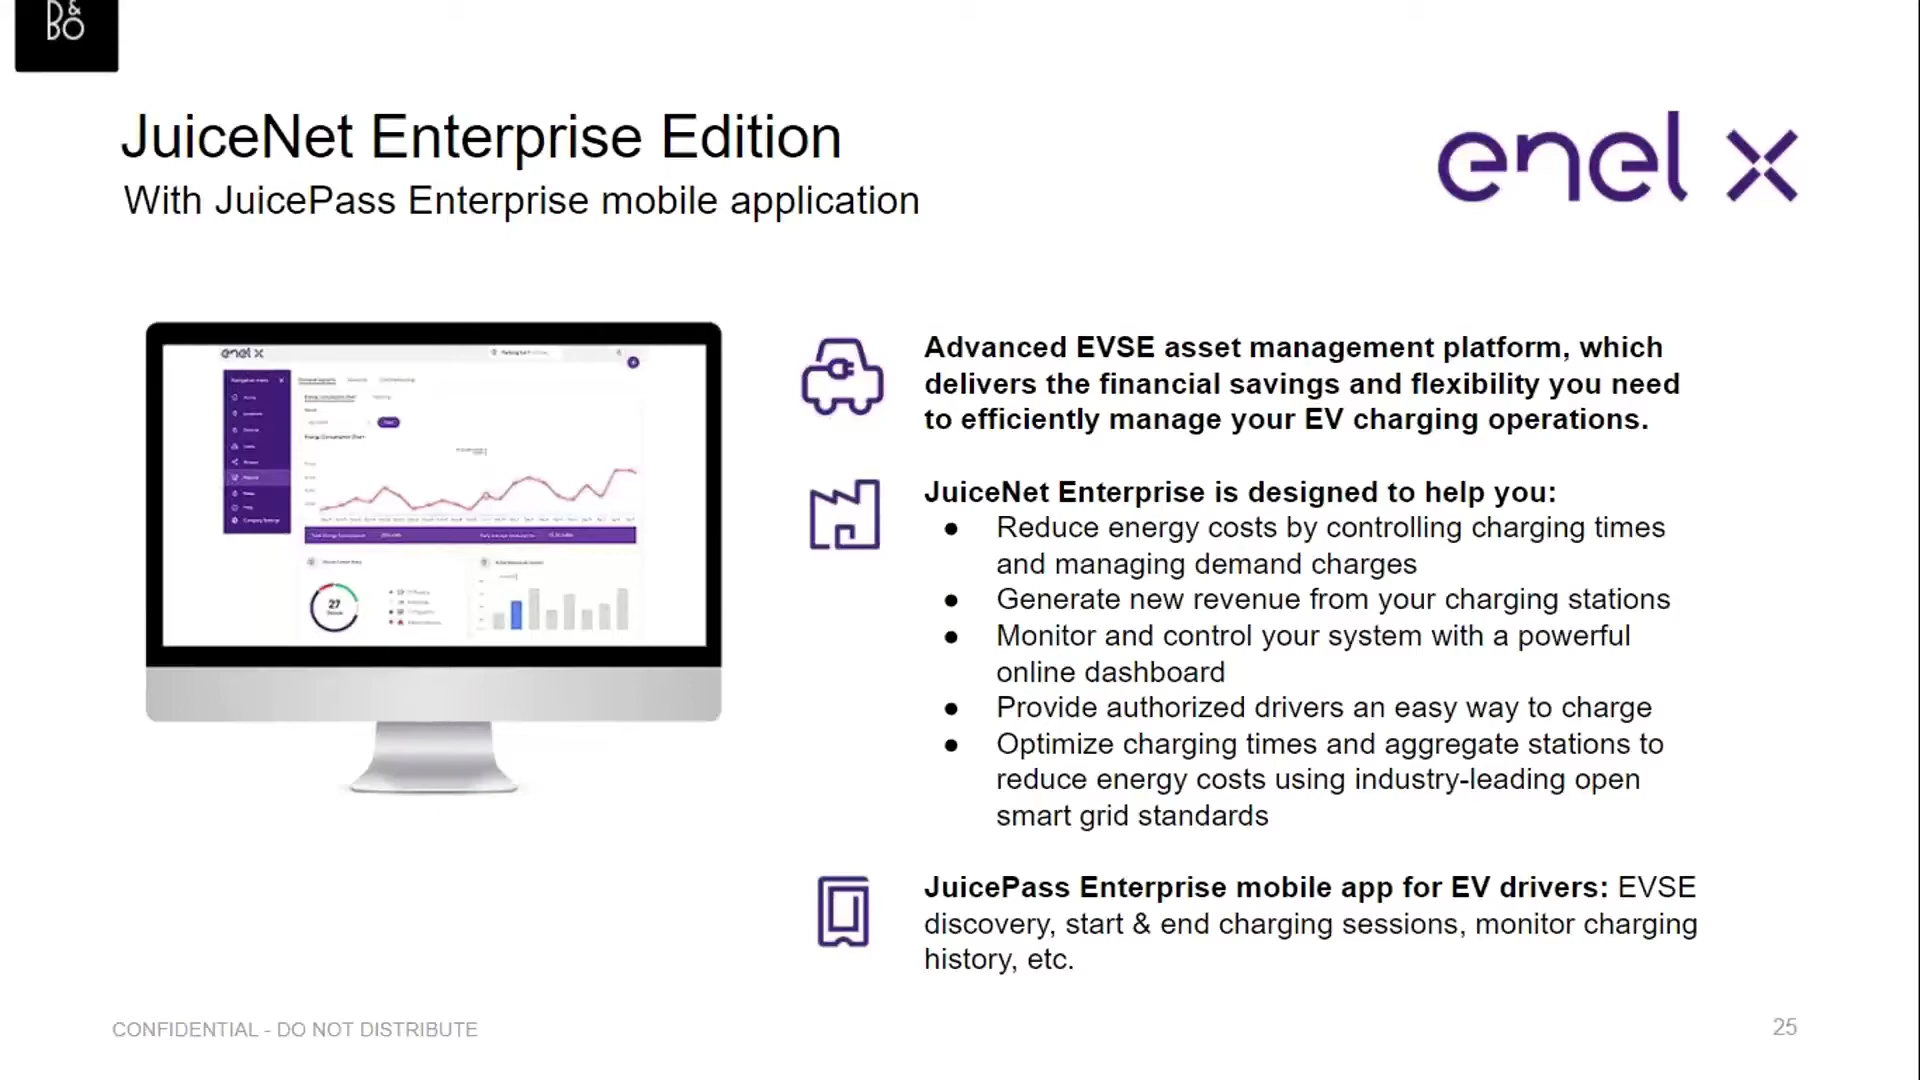 B&O
JuiceNet Enterprise Edition
With JuicePass Enterprise mobile application
enel x
enel x
Navigation menu
27
Advanced EVSE asset management platform, which
delivers the financial savings and flexibility you need
to efficiently manage your EV charging operations.
JuiceNet Enterprise is designed to help you:
● Reduce energy costs by controlling charging times
and managing demand charges
● Generate new revenue from your charging stations
● Monitor and control your system with a powerful
online dashboard
● Provide authorized drivers an easy way to charge
● Optimize charging times and aggregate stations to
reduce energy costs using industry-leading open
smart grid standards
JuicePass Enterprise mobile app for EV drivers: EVSE
discovery, start & end charging sessions, monitor charging
history, etc.
CONFIDENTIAL - DO NOT DISTRIBUTE
25